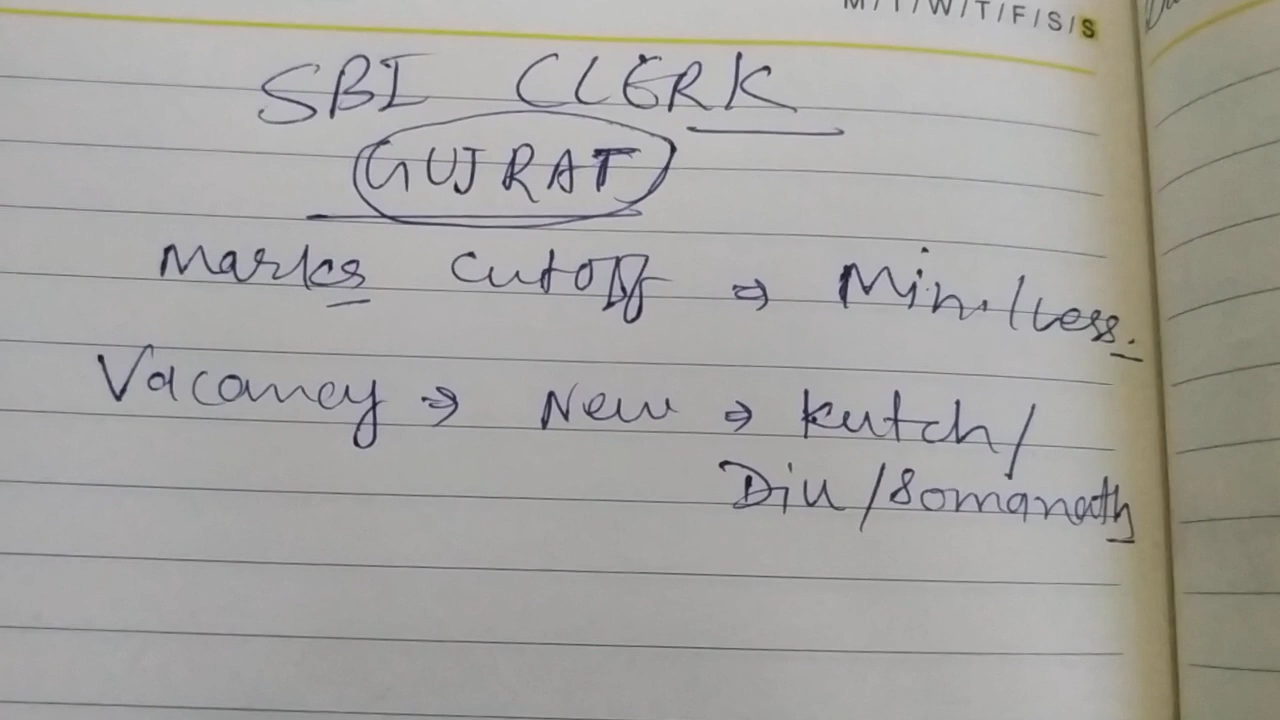 M/T/W/T/F/S/S
SBI CLERK
GUJRAT
Marks cutoff ⇒ Min./Less.
Vacancy ⇒ New ⇒ Kutch/
Diu/Somanath